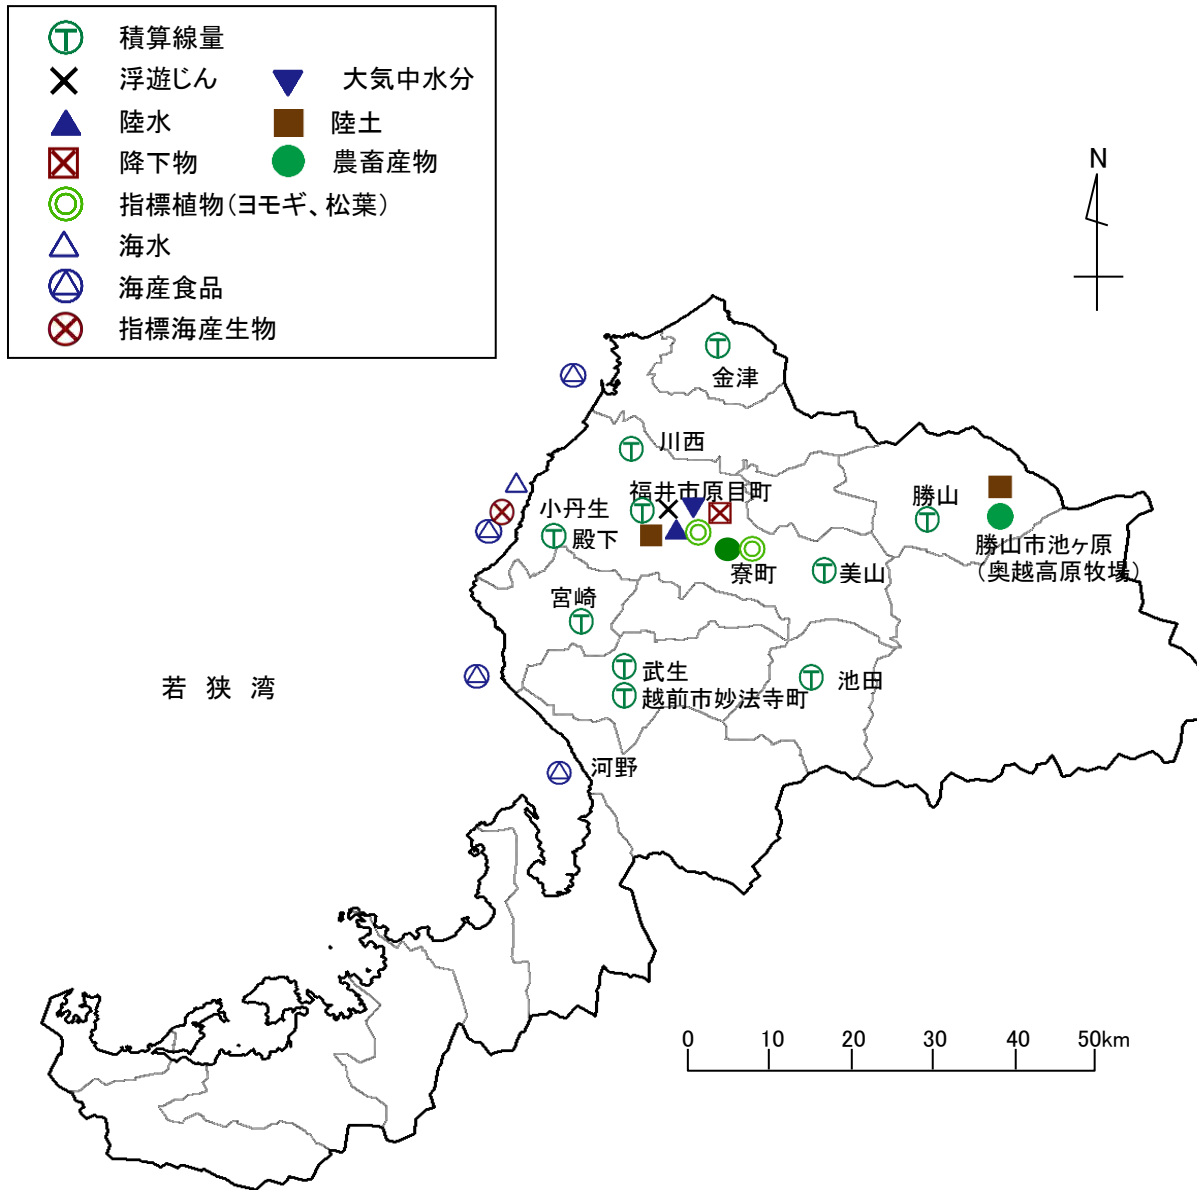 積算線量
浮遊じん 大気中水分
陸水 陸土
降下物 農畜産物
指標植物(ヨモギ、松葉)
海水
海産食品
指標海産生物
N
金津
川西
福井市原目町
小丹生
殿下
勝山
勝山市池ヶ原
(奥越高原牧場)
寮町
美山
宮崎
武生
越前市妙法寺町
池田
若狭湾
河野
0 10 20 30 40 50km